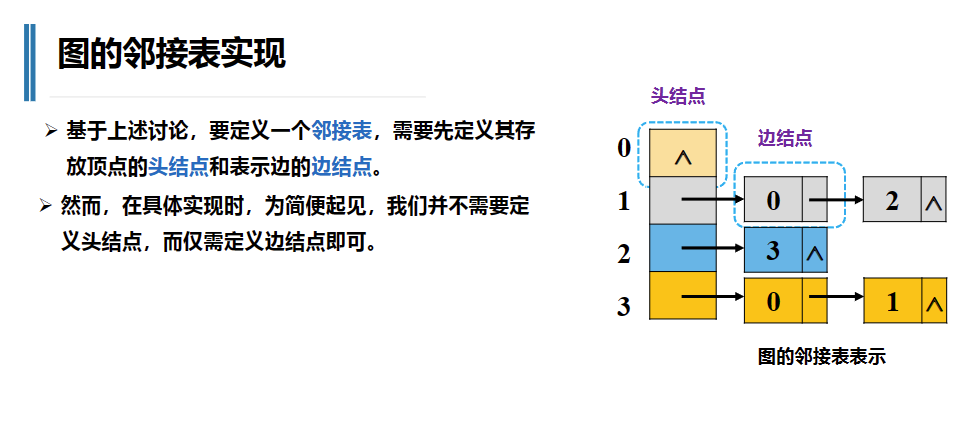 图的邻接表实现
➢ 基于上述讨论，要定义一个邻接表，需要先定义其存
放顶点的头结点和表示边的边结点。
➢ 然而，在具体实现时，为简便起见，我们并不需要定
义头结点，而仅需定义边结点即可。
头结点
边结点
0 ∧
1 0 2 ∧
2 3 ∧
3 0 1 ∧
图的邻接表表示